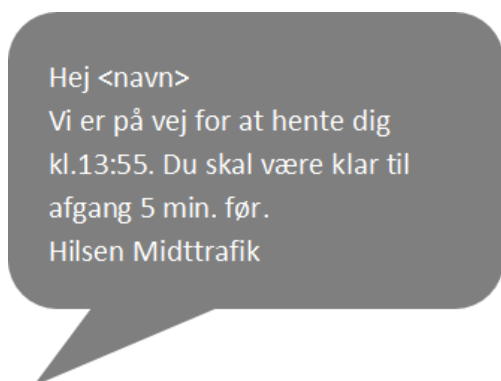 Hej <navn>
Vi er på vej for at hente dig
kl.13:55. Du skal være klar til
afgang 5 min. før.
Hilsen Midttrafik